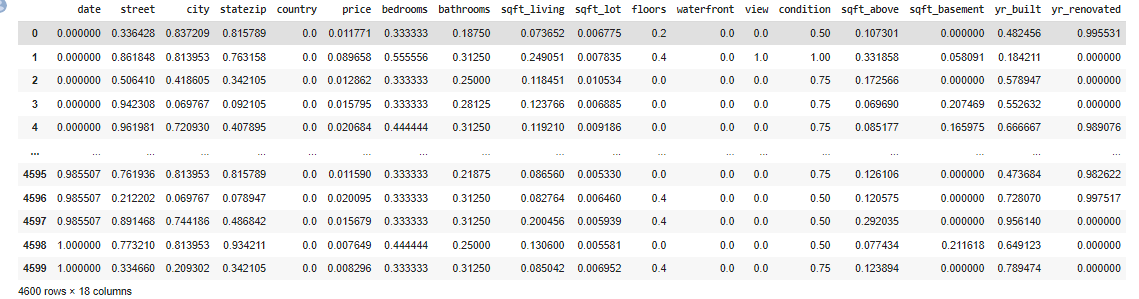 date street city statezip country price bedrooms bathrooms sqft_living sqft_lot floors waterfront view condition sqft_above sqft_basement yr_built yr_renovated
0 0.000000 0.336428 0.837209 0.815789 0.0 0.011771 0.333333 0.18750 0.073652 0.006775 0.2 0.0 0.0 0.50 0.107301 0.000000 0.482456 0.995531
1 0.000000 0.861848 0.813953 0.763158 0.0 0.089658 0.555556 0.31250 0.249051 0.007835 0.4 0.0 1.0 1.00 0.331858 0.058091 0.184211 0.000000
2 0.000000 0.506410 0.418605 0.342105 0.0 0.012862 0.333333 0.25000 0.118451 0.010534 0.0 0.0 0.0 0.75 0.172566 0.000000 0.578947 0.000000
3 0.000000 0.942308 0.069767 0.092105 0.0 0.015795 0.333333 0.28125 0.123766 0.006885 0.0 0.0 0.0 0.75 0.069690 0.207469 0.552632 0.000000
4 0.000000 0.961981 0.720930 0.407895 0.0 0.020684 0.444444 0.31250 0.119210 0.009186 0.0 0.0 0.0 0.75 0.085177 0.165975 0.666667 0.989076
... ... ... ... ... ... ... ... ... ... ... ... ... ... ... ... ... ... ...
4595 0.985507 0.761936 0.813953 0.815789 0.0 0.011590 0.333333 0.21875 0.086560 0.005330 0.0 0.0 0.0 0.75 0.126106 0.000000 0.473684 0.982622
4596 0.985507 0.212202 0.069767 0.078947 0.0 0.020095 0.333333 0.31250 0.082764 0.006460 0.4 0.0 0.0 0.50 0.120575 0.000000 0.728070 0.997517
4597 0.985507 0.891468 0.744186 0.486842 0.0 0.015679 0.333333 0.31250 0.200456 0.005939 0.4 0.0 0.0 0.50 0.292035 0.000000 0.956140 0.000000
4598 1.000000 0.773210 0.813953 0.934211 0.0 0.007649 0.444444 0.25000 0.130600 0.005581 0.0 0.0 0.0 0.50 0.077434 0.211618 0.649123 0.000000
4599 1.000000 0.334660 0.209302 0.342105 0.0 0.008296 0.333333 0.31250 0.085042 0.006952 0.4 0.0 0.0 0.75 0.123894 0.000000 0.789474 0.000000
4600 rows × 18 columns